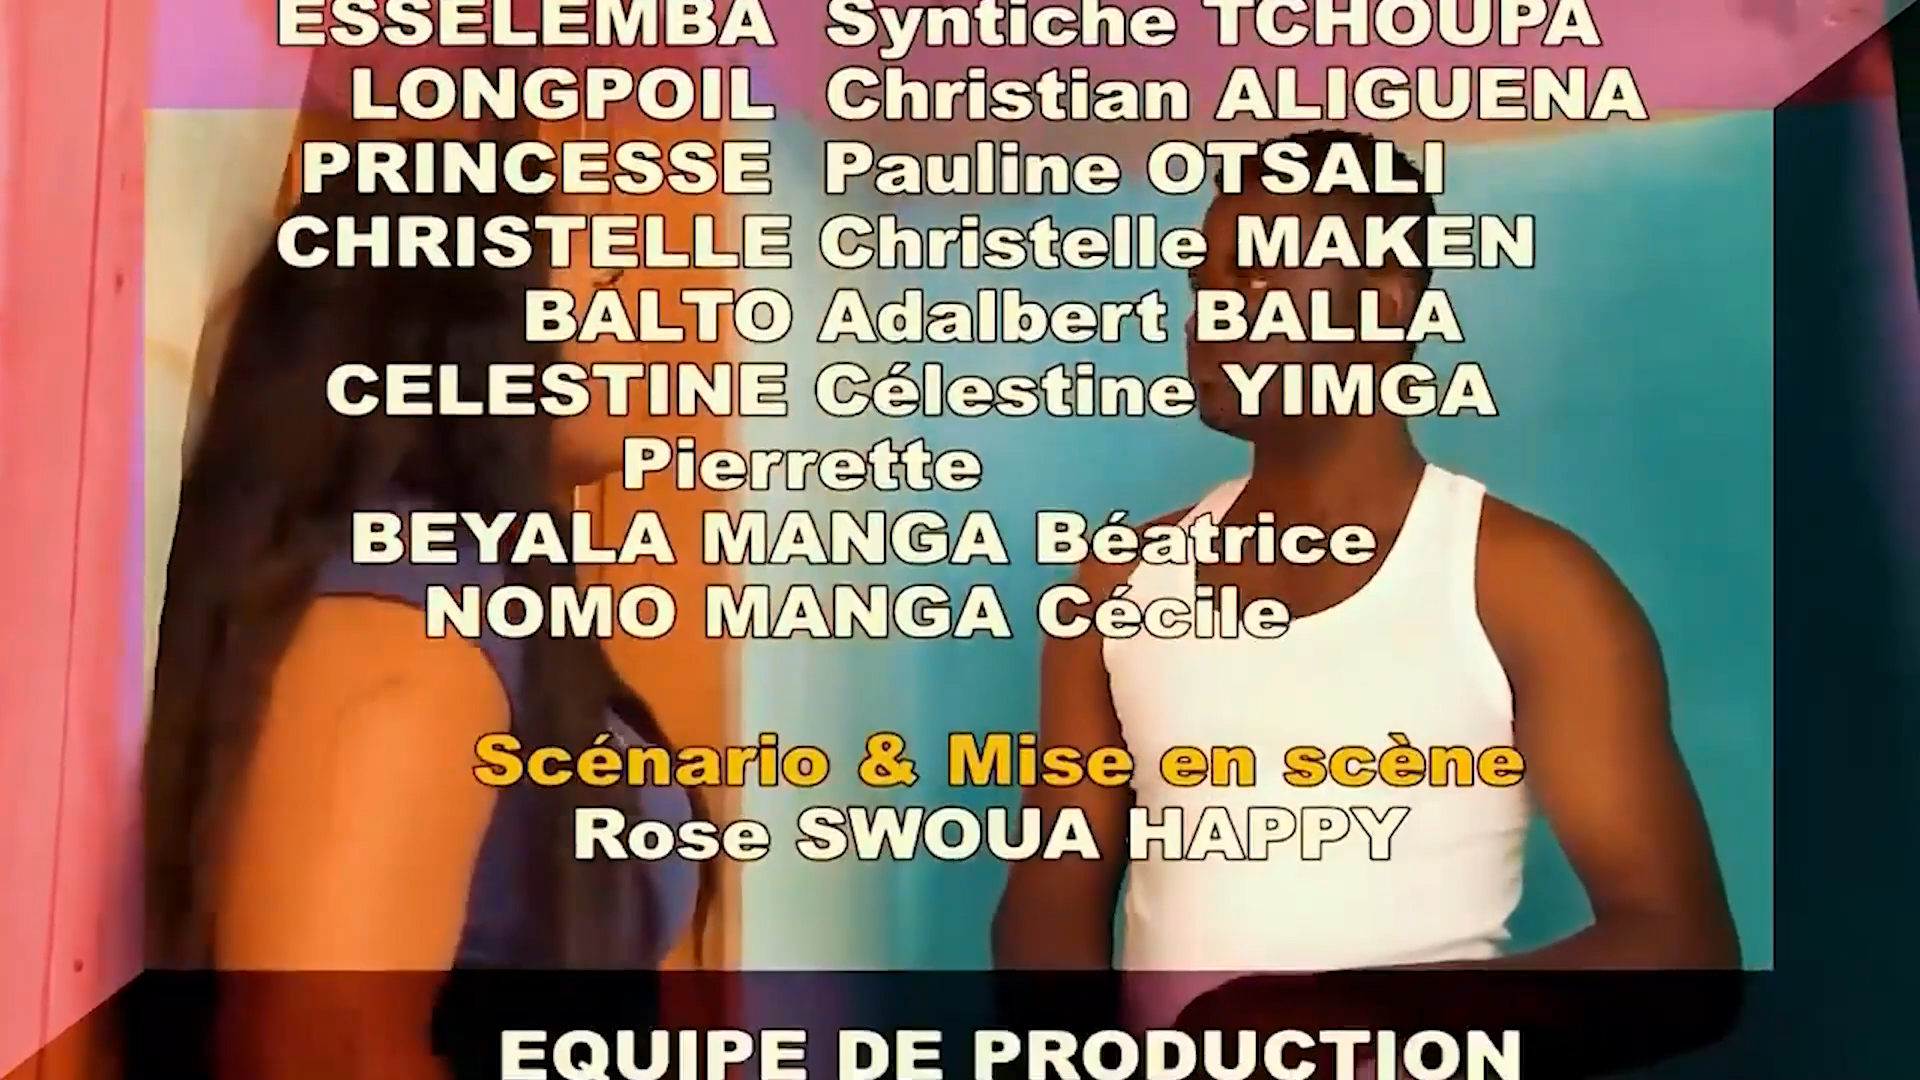 ESSELEMBA Syntiche TCHOUPA
LONGPOIL Christian ALIGUENA
PRINCESSE Pauline OTSALI
CHRISTELLE Christelle MAKEN
BALTO Adalbert BALLA
CELESTINE Célestine YIMGA
Pierrette
BEYALA MANGA Béatrice
NOMO MANGA Cécile
Scénario & Mise en scène
Rose SWOUA HAPPY
EQUIPE DE PRODUCTION